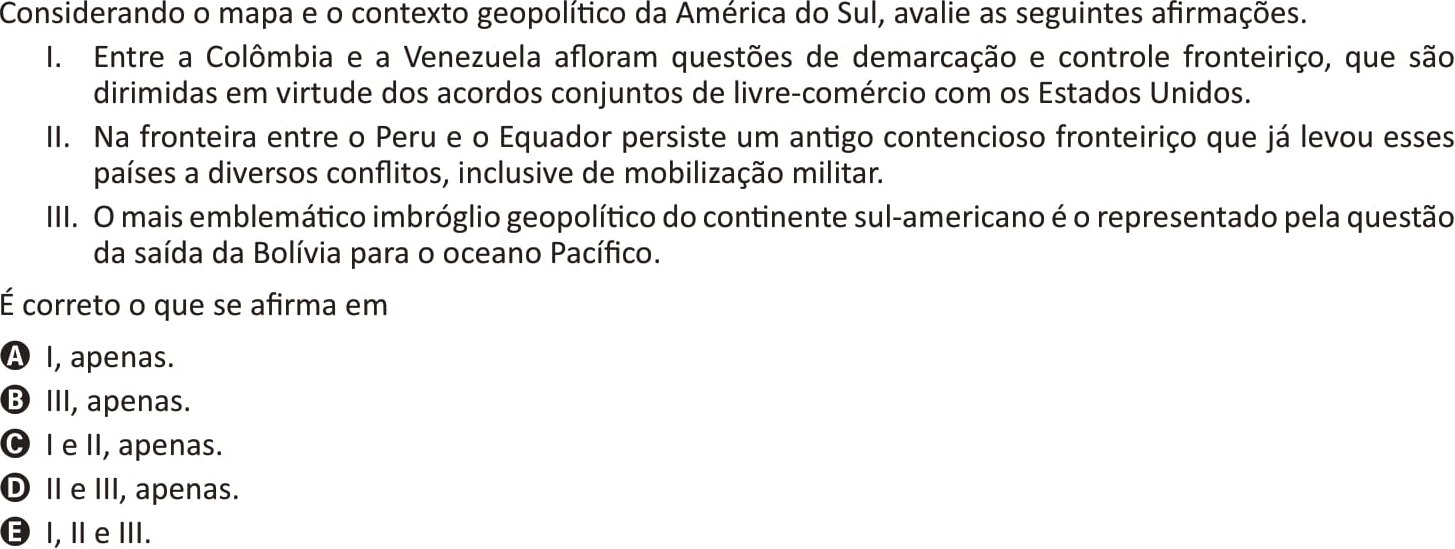 Considerando o mapa e o contexto geopolítico da América do Sul, avalie as seguintes afirmações.
I. Entre a Colômbia e a Venezuela afloram questões de demarcação e controle fronteiriço, que são
dirimidas em virtude dos acordos conjuntos de livre-comércio com os Estados Unidos.
II. Na fronteira entre o Peru e o Equador persiste um antigo contencioso fronteiriço que já levou esses
países a diversos conflitos, inclusive de mobilização militar.
III. O mais emblemático imbróglio geopolítico do continente sul-americano é o representado pela questão
da saída da Bolívia para o oceano Pacífico.
É correto o que se afirma em
A I, apenas.
B III, apenas.
C I e II, apenas.
D II e III, apenas.
E I, II e III.